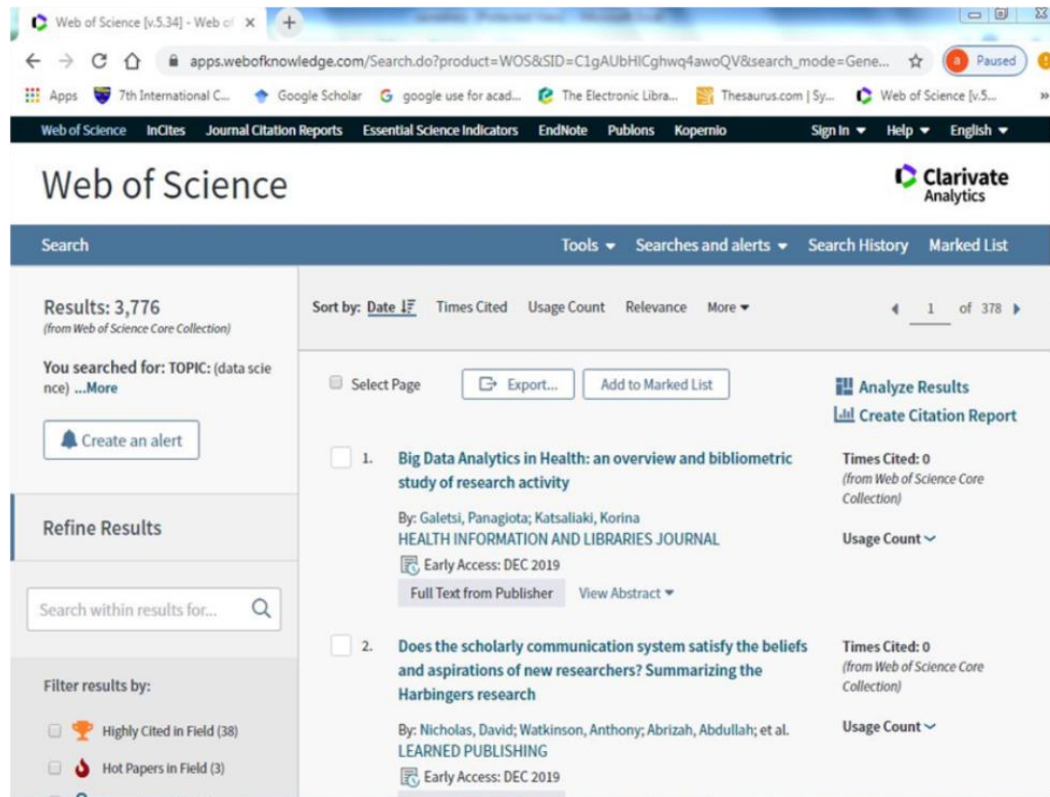 Web of Science [v.5.34] - Web of
apps.webofknowledge.com/Search.do?product=WOS&SID=C1gAUbHICghwq4awoQV&search_mode=Gene...
a Paused
Apps 7th International C... Google Scholar google use for acad... The Electronic Libra... Thesaurus.com | Sy... Web of Science [v.5...
Web of Science InCites Journal Citation Reports Essential Science Indicators EndNote Publons Kopernio Sign In Help English
Web of Science
Clarivate
Analytics
Search Tools Searches and alerts Search History Marked List
Results: 3,776
(from Web of Science Core Collection)
You searched for: TOPIC: (data scie
nce) ...More
Create an alert
Refine Results
Search within results for...
Filter results by:
Highly Cited in Field (38)
Hot Papers in Field (3)
Sort by: Date Times Cited Usage Count Relevance More
1 of 378
Select Page Export... Add to Marked List
Analyze Results
Create Citation Report
1. Big Data Analytics in Health: an overview and bibliometric
study of research activity
By: Galetsi, Panagiota; Katsaliaki, Korina
HEALTH INFORMATION AND LIBRARIES JOURNAL
Early Access: DEC 2019
Full Text from Publisher View Abstract
Times Cited: 0
(from Web of Science Core
Collection)
Usage Count
2. Does the scholarly communication system satisfy the beliefs
and aspirations of new researchers? Summarizing the
Harbingers research
By: Nicholas, David; Watkinson, Anthony; Abrizah, Abdullah; et al.
LEARNED PUBLISHING
Early Access: DEC 2019
Times Cited: 0
(from Web of Science Core
Collection)
Usage Count